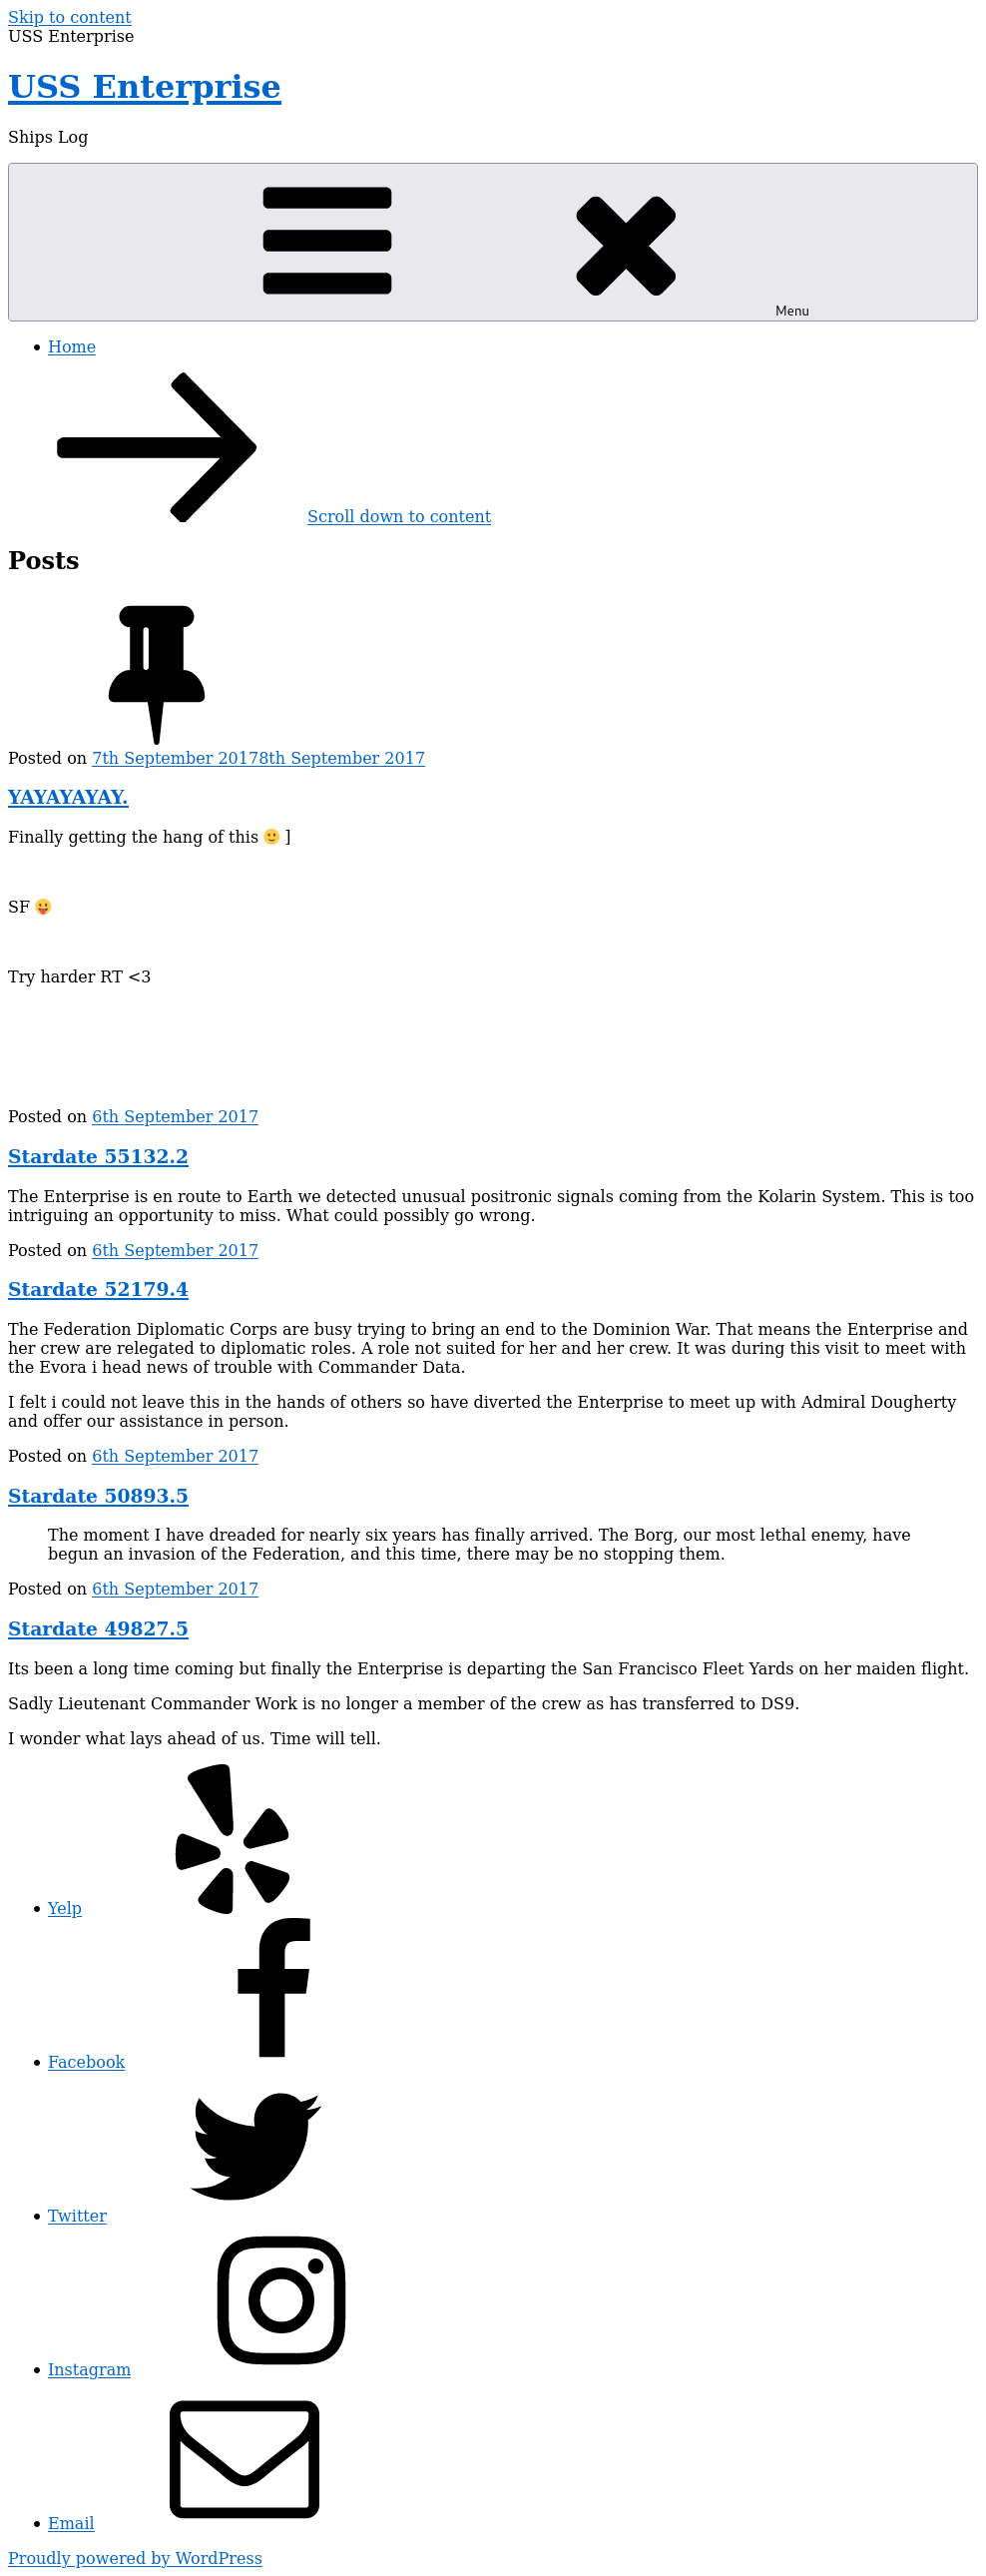 Skip to content
USS Enterprise
USS Enterprise
Ships Log
Menu
Home
Scroll down to content
Posts
Posted on 7th September 20178th September 2017
YAYAYAYAY.
Finally getting the hang of this 🙂 ]
SF 😛
Try harder RT <3
Posted on 6th September 2017
Stardate 55132.2
The Enterprise is en route to Earth we detected unusual positronic signals coming from the Kolarin System. This is too
intriguing an opportunity to miss. What could possibly go wrong.
Posted on 6th September 2017
Stardate 52179.4
The Federation Diplomatic Corps are busy trying to bring an end to the Dominion War. That means the Enterprise and
her crew are relegated to diplomatic roles. A role not suited for her and her crew. It was during this visit to meet with
the Evora i head news of trouble with Commander Data.
I felt i could not leave this in the hands of others so have diverted the Enterprise to meet up with Admiral Dougherty
and offer our assistance in person.
Posted on 6th September 2017
Stardate 50893.5
The moment I have dreaded for nearly six years has finally arrived. The Borg, our most lethal enemy, have
begun an invasion of the Federation, and this time, there may be no stopping them.
Posted on 6th September 2017
Stardate 49827.5
Its been a long time coming but finally the Enterprise is departing the San Francisco Fleet Yards on her maiden flight.
Sadly Lieutenant Commander Work is no longer a member of the crew as has transferred to DS9.
I wonder what lays ahead of us. Time will tell.
Yelp
Facebook
Twitter
Instagram
Email
Proudly powered by WordPress